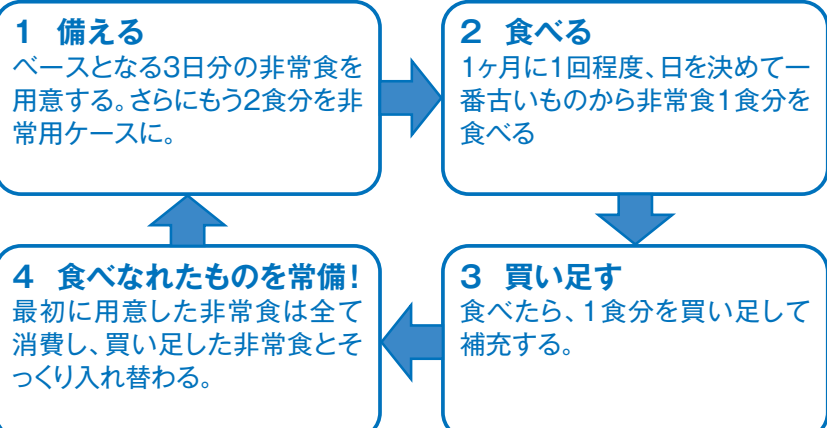 1 備える
ベースとなる3日分の非常食を
用意する。さらにもう2食分を非
常用ケースに。
2 食べる
1ヶ月に1回程度、日を決めて一
番古いものから非常食1食分を
食べる
3 買い足す
食べたら、1食分を買い足して
補充する。
4 食べなれたものを常備！
最初に用意した非常食は全て
消費し、買い足した非常食とそ
っくり入れ替わる。